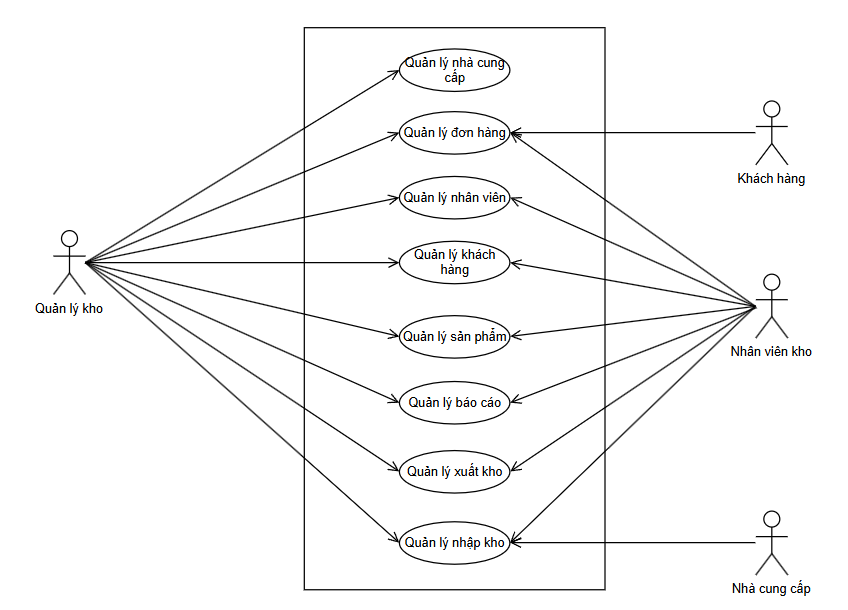 Quản lý nhà cung
cấp
Quản lý đơn hàng
Khách hàng
Quản lý nhân viên
Quản lý khách
hàng
Quản lý kho
Quản lý sản phẩm
Nhân viên kho
Quản lý báo cáo
Quản lý xuất kho
Quản lý nhập kho
Nhà cung cấp